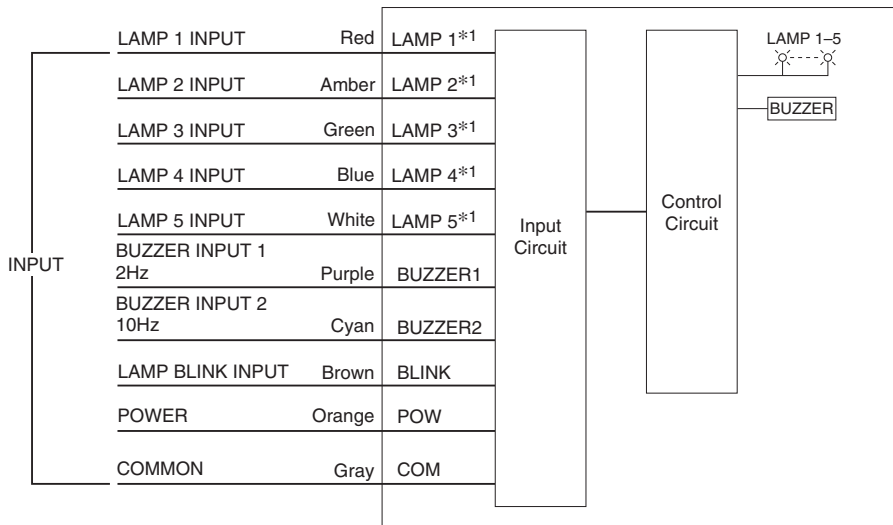 LAMP 1–5
LAMP 1 INPUT Red LAMP 1*1
LAMP 2 INPUT Amber LAMP 2*1
BUZZER
LAMP 3 INPUT Green LAMP 3*1
LAMP 4 INPUT Blue LAMP 4*1
LAMP 5 INPUT White LAMP 5*1
Input
Circuit
Control
Circuit
INPUT
BUZZER INPUT 1
2Hz Purple BUZZER1
BUZZER INPUT 2
10Hz Cyan BUZZER2
LAMP BLINK INPUT Brown BLINK
POWER Orange POW
COMMON Gray COM